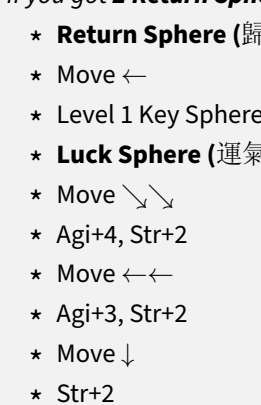 If you got 2 Return Sphe
* Return Sphere (歸
* Move ←
* Level 1 Key Sphere
* Luck Sphere (運氣
* Move ↘↘
* Agi+4, Str+2
* Move ←←
* Agi+3, Str+2
* Move ↓
* Str+2